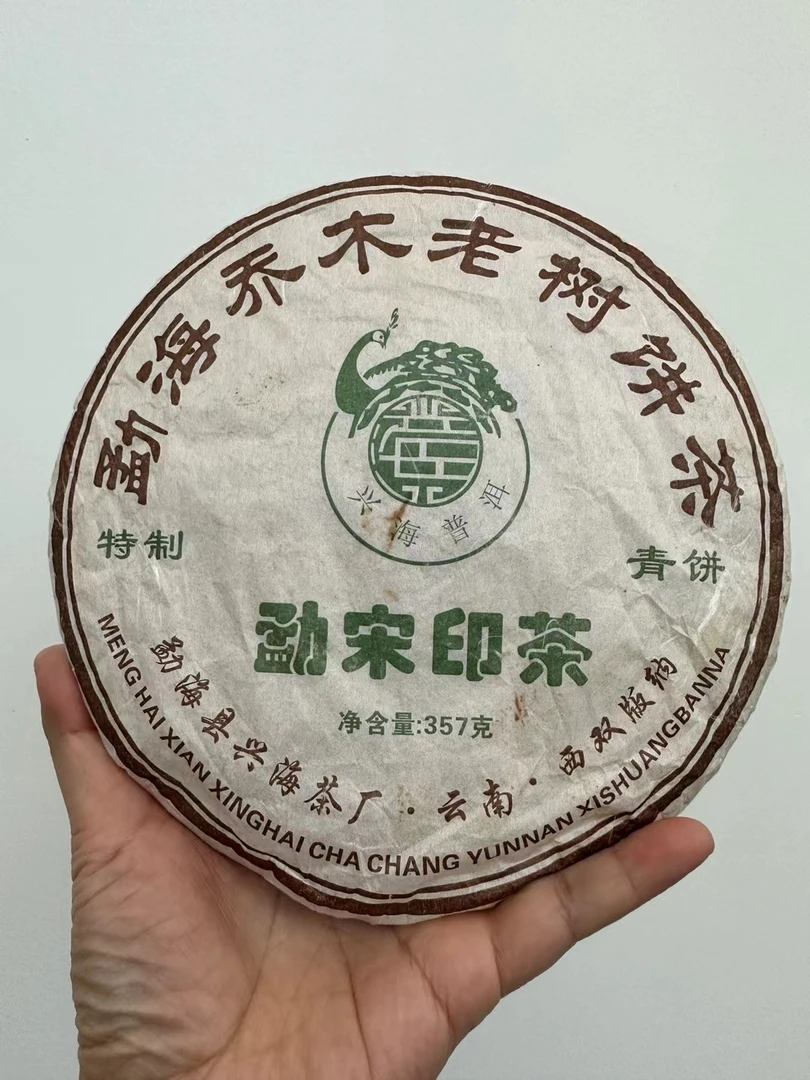 勐海乔木老树饼茶
兴海普洱
特制
青饼
勐宋印茶
净含量:357克
勐海县兴海茶厂·云南·西双版纳
MENG HAI XIAN XINGHAI CHA CHANG YUNNAN XISHUANGBANNA